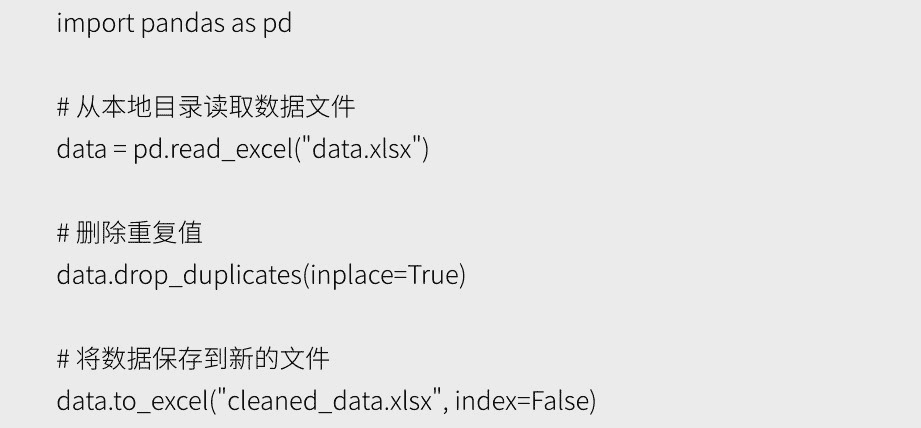 import pandas as pd
# 从本地目录读取数据文件
data = pd.read_excel("data.xlsx")
# 删除重复值
data.drop_duplicates(inplace=True)
# 将数据保存到新的文件
data.to_excel("cleaned_data.xlsx", index=False)